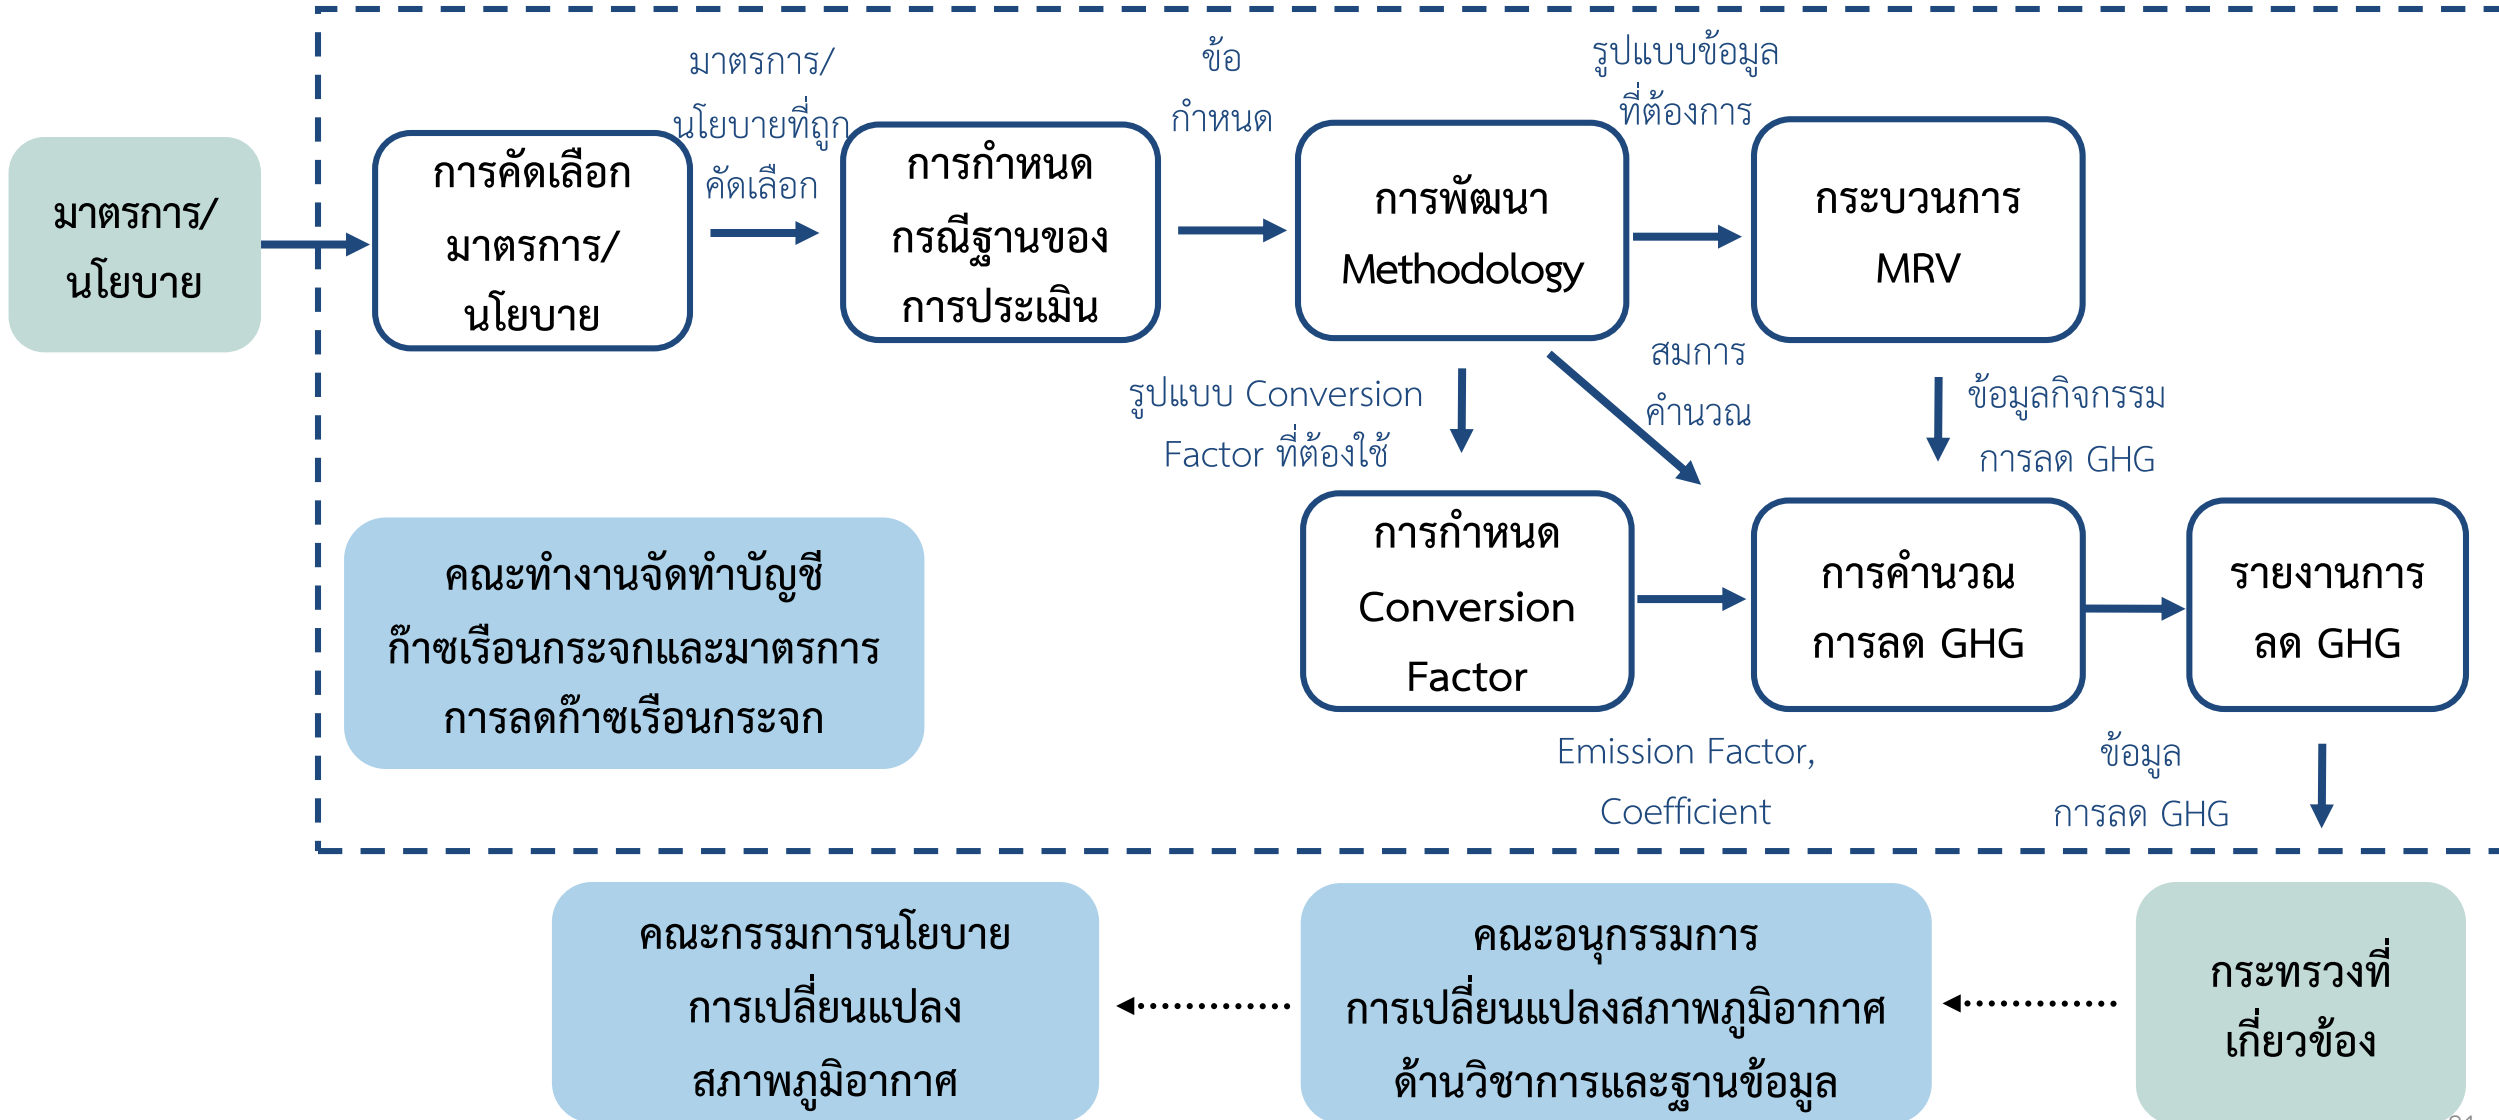 มาตรการ/
นโยบาย
การคัดเลือก
มาตรการ/
นโยบาย
มาตรการ/
นโยบายที่ถูก
คัดเลือก
การกำหนด
กรณีฐานของ
การประเมิน
ข้อ
กำหนด
การพัฒนา
Methodology
รูปแบบข้อมูล
ที่ต้องการ
กระบวนการ
MRV
รูปแบบ Conversion
Factor ที่ต้องใช้
สมการ
คำนวณ
ข้อมูลกิจกรรม
การลด GHG
คณะทำงานจัดทำบัญชี
ก๊าซเรือนกระจกและมาตรการ
การลดก๊าซเรือนกระจก
การกำหนด
Conversion
Factor
การคำนวณ
การลด GHG
รายงานการ
ลด GHG
Emission Factor,
Coefficient
ข้อมูล
การลด GHG
คณะกรรมการนโยบาย
การเปลี่ยนแปลง
สภาพภูมิอากาศ
คณะอนุกรรมการ
การเปลี่ยนแปลงสภาพภูมิอากาศ
ด้านวิชาการและฐานข้อมูล
กระทรวงที่
เกี่ยวข้อง